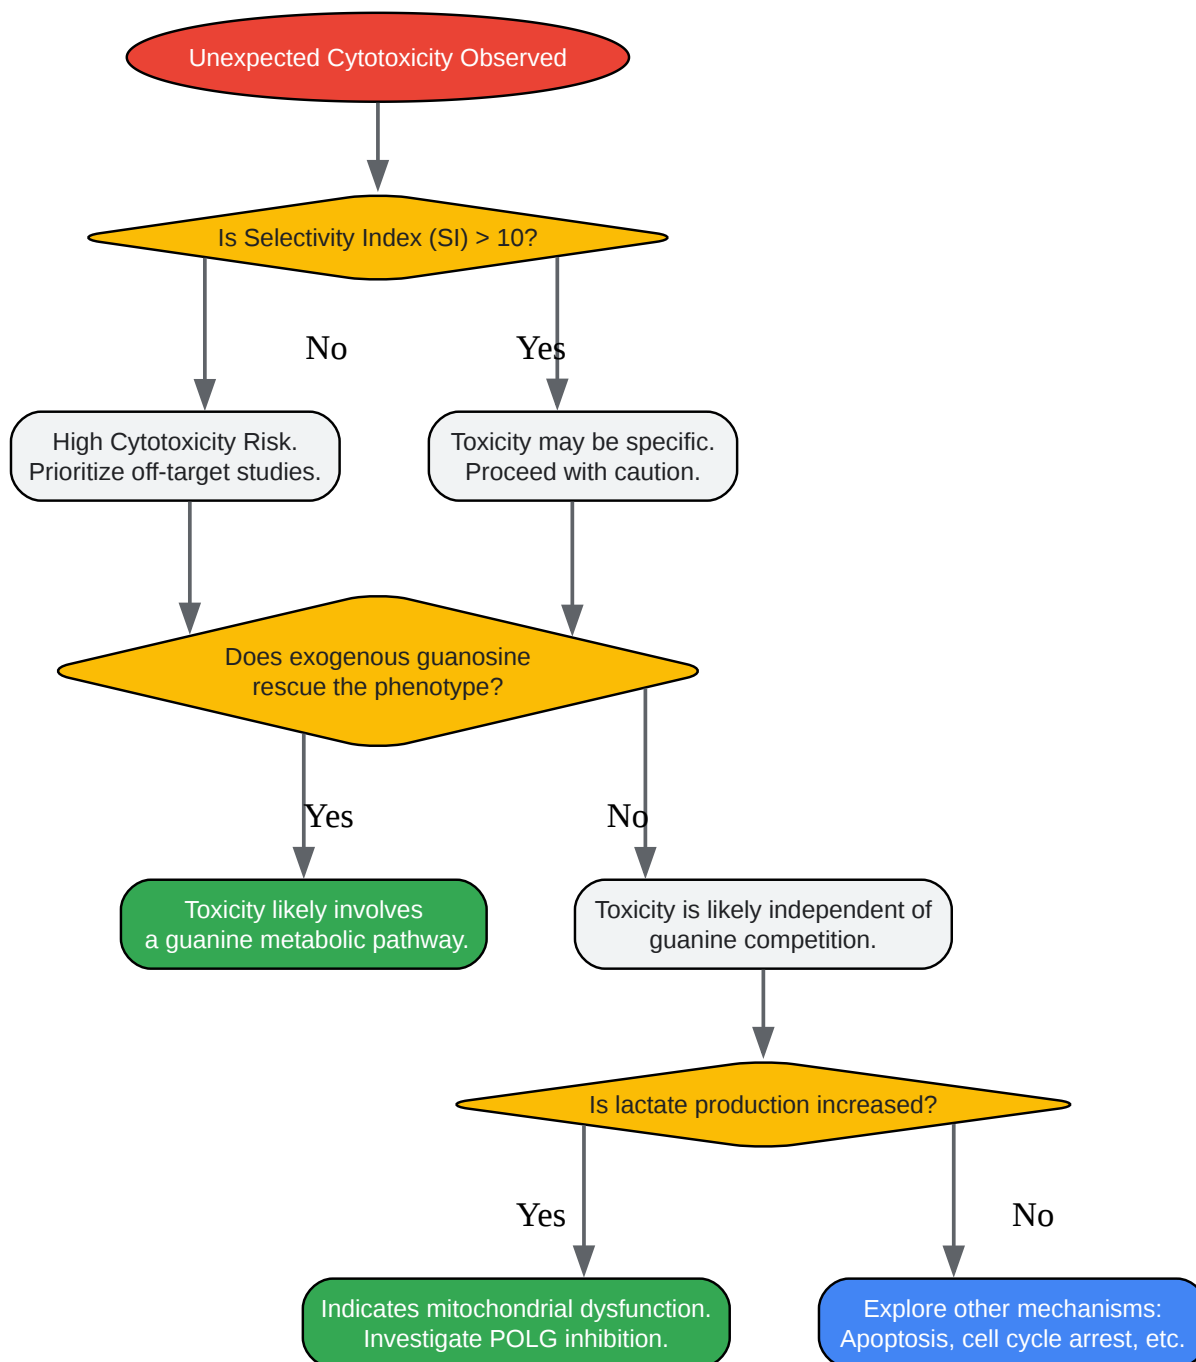 Unexpected Cytotoxicity Observed
Is Selectivity Index (SI) > 10?
No
Yes
High Cytotoxicity Risk.
Prioritize off-target studies.
Toxicity may be specific.
Proceed with caution.
Does exogenous guanosine
rescue the phenotype?
Yes
No
Toxicity likely involves
a guanine metabolic pathway.
Toxicity is likely independent of
guanine competition.
Is lactate production increased?
Yes
No
Indicates mitochondrial dysfunction.
Investigate POLG inhibition.
Explore other mechanisms:
Apoptosis, cell cycle arrest, etc.